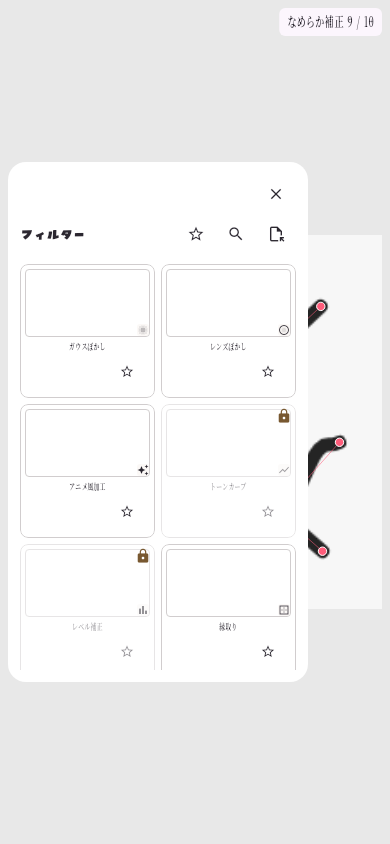 なめらか補正 9 / 10
フィルター
ガウスぼかし
レンズぼかし
アニメ風加工
トーンカーブ
レベル補正
縁取り